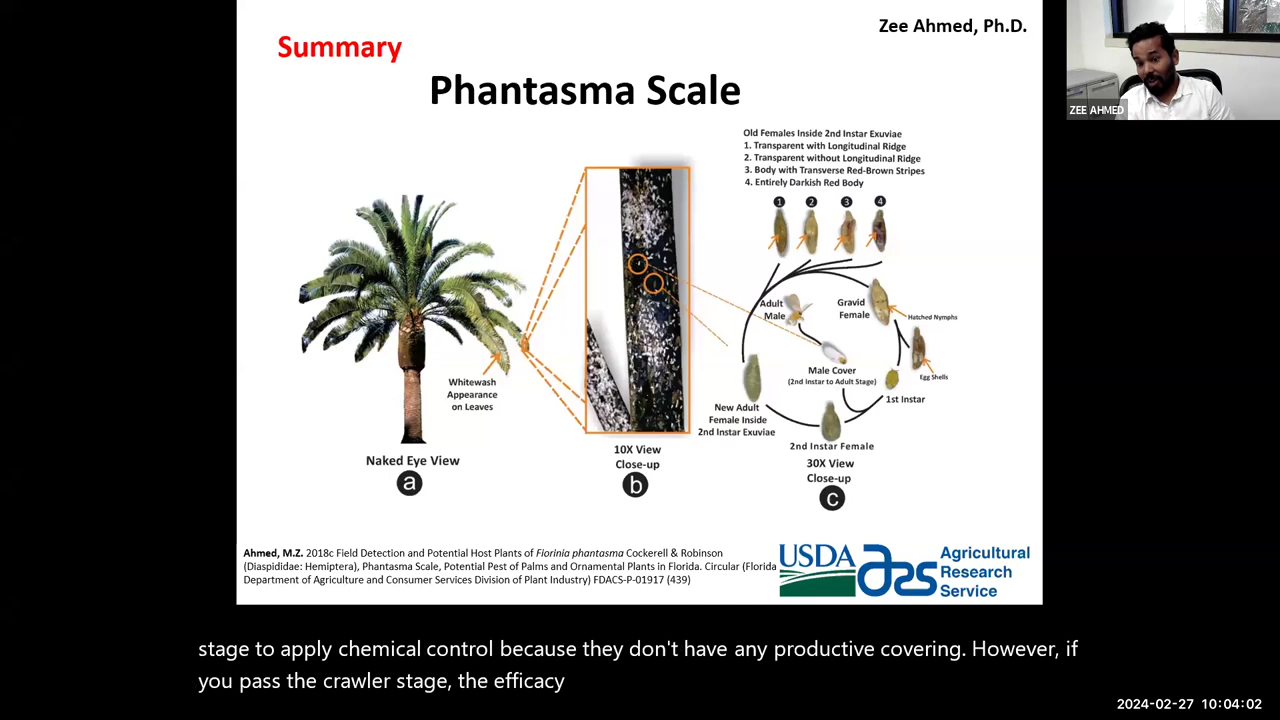 Zee Ahmed, Ph.D.
Summary
Phantasma Scale
ZEE AHMED
Old Females Inside 2nd Instar Exuviae
1. Transparent with Longitudinal Ridge
2. Transparent without Longitudinal Ridge
3. Body with Transverse Red-Brown Stripes
4. Entirely Darkish Red Body
1 2 3 4
Adult
Male
Gravid
Female
Hatched Nymphs
Whitewash
Appearance
on Leaves
Male Cover
(2nd Instar to Adult Stage)
Egg Shells
1st Instar
New Adult
Female Inside
2nd Instar Exuviae
2nd Instar Female
Naked Eye View
a
10X View
Close-up
b
30X View
Close-up
c
Ahmed, M.Z. 2018c Field Detection and Potential Host Plants of Fiorinia phantasma Cockerell & Robinson
(Diaspididae: Hemiptera), Phantasma Scale, Potential Pest of Palms and Ornamental Plants in Florida. Circular (Florida
Department of Agriculture and Consumer Services Division of Plant Industry) FDACS-P-01917 (439)
USDA ars
Agricultural
Research
Service
stage to apply chemical control because they don't have any productive covering. However, if
you pass the crawler stage, the efficacy
2024-02-27 10:04:02